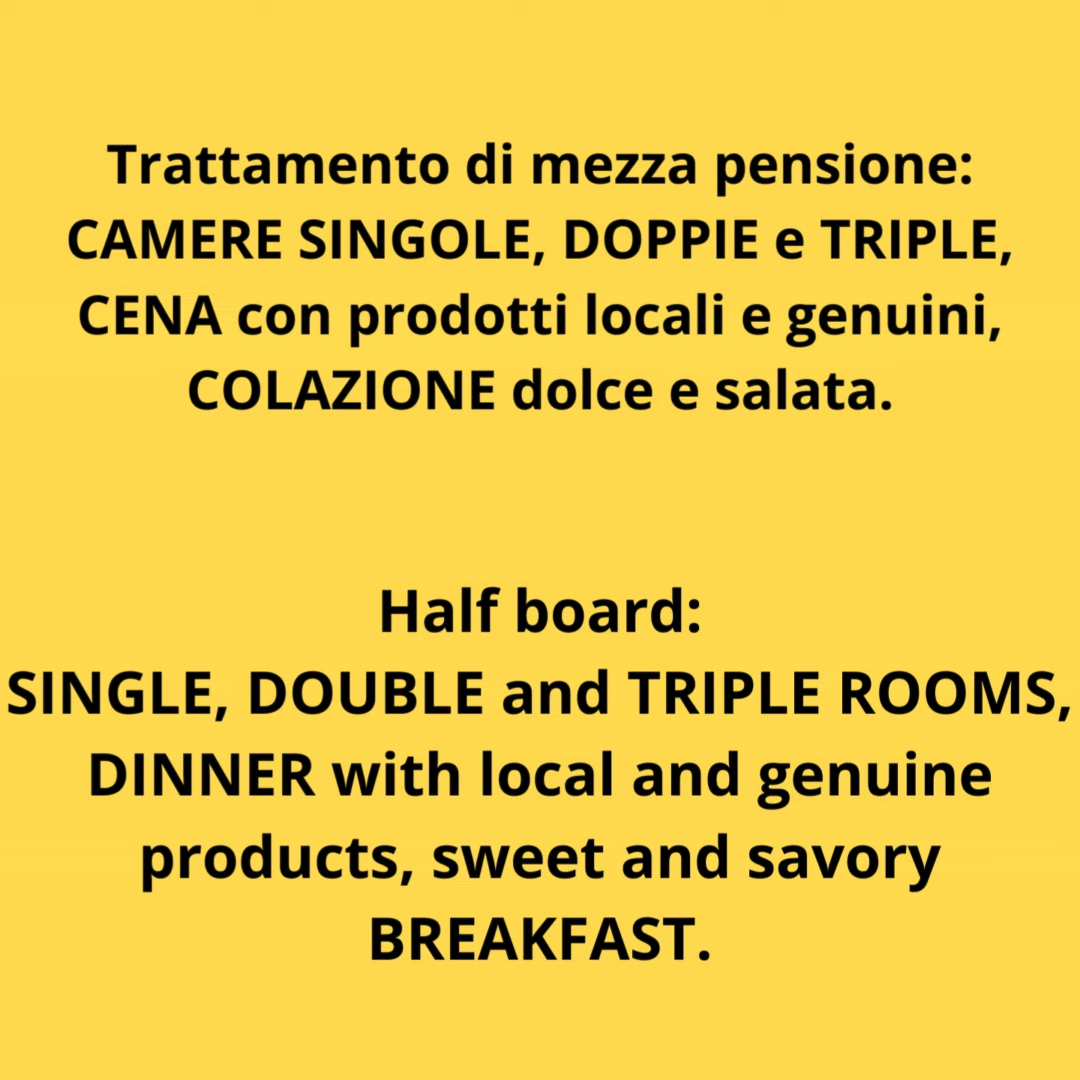 Trattamento di mezza pensione:
CAMERE SINGOLE, DOPPIE e TRIPLE,
CENA con prodotti locali e genuini,
COLAZIONE dolce e salata.
Half board:
SINGLE, DOUBLE and TRIPLE ROOMS,
DINNER with local and genuine
products, sweet and savory
BREAKFAST.